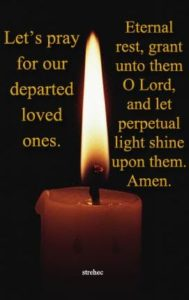 Let's pray
for our
departed
loved
ones.
Eternal
rest, grant
unto them
O Lord,
and let
perpetual
light shine
upon them.
Amen.
strehec